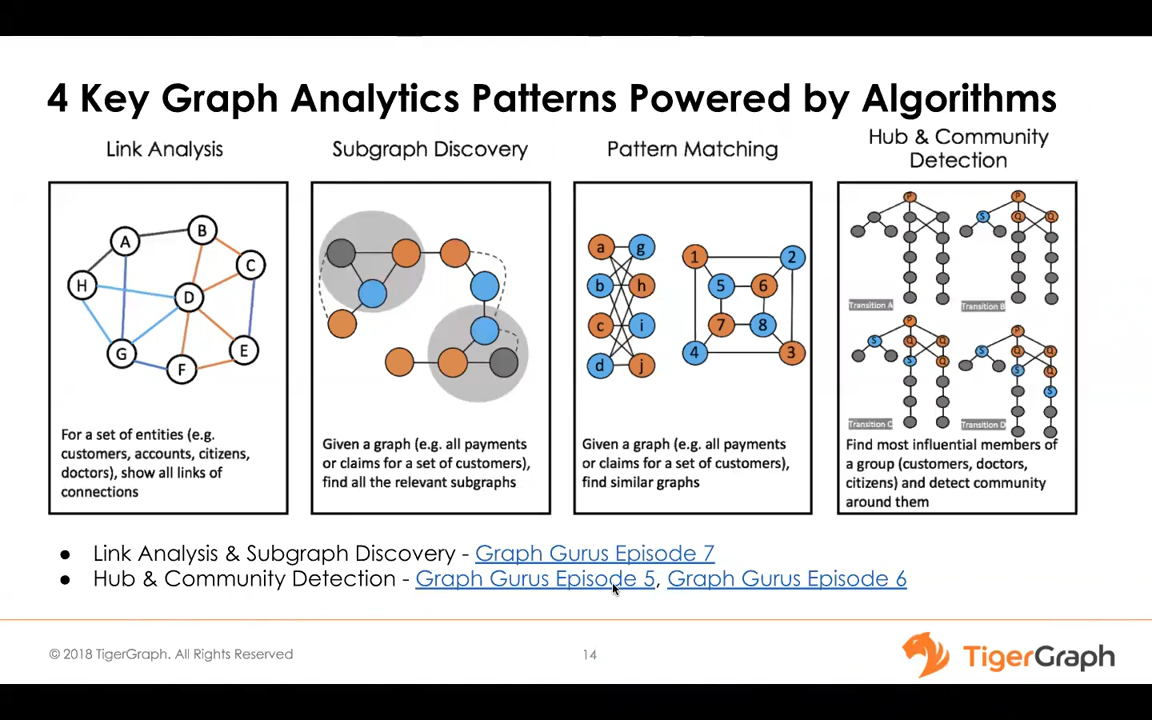 4 Key Graph Analytics Patterns Powered by Algorithms
Link Analysis
A
B
C
H
D
G
F
E
For a set of entities (e.g.
customers, accounts, citizens,
doctors), show all links of
connections
Subgraph Discovery
Given a graph (e.g. all payments
or claims for a set of customers),
find all the relevant subgraphs
Pattern Matching
a g
b h
c i
d j
1 2
5 6
7 8
4 3
Given a graph (e.g. all payments
or claims for a set of customers),
find similar graphs
Hub & Community
Detection
P
P
S Q Q
Transition A
Transition B
P
S Q Q
S Q
P
S Q Q
S Q
S
Transition C
Transition D
Find most influential members of
a group (customers, doctors,
citizens) and detect community
around them
● Link Analysis & Subgraph Discovery - Graph Gurus Episode 7
● Hub & Community Detection - Graph Gurus Episode 5, Graph Gurus Episode 6
© 2018 TigerGraph. All Rights Reserved
14
TigerGraph